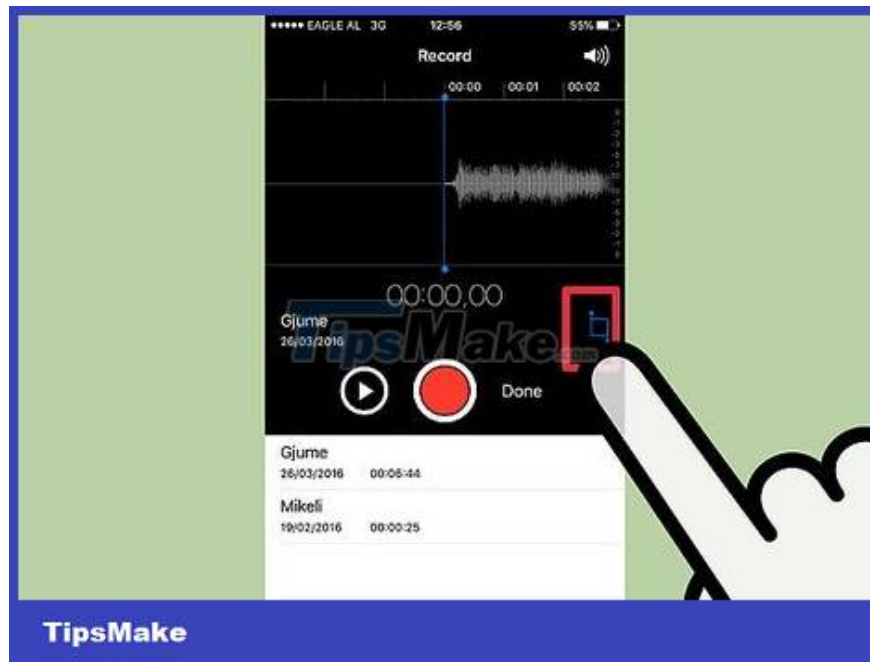 EAGLE AL 3G 12:56 55%
Record
00:00 00:01 00:02
00:00,00
Gjume
26/03/2016
TipsMake.com
Done
Gjume
26/03/2016 00:06:44
Mikeli
19/02/2016 00:00:25
TipsMake